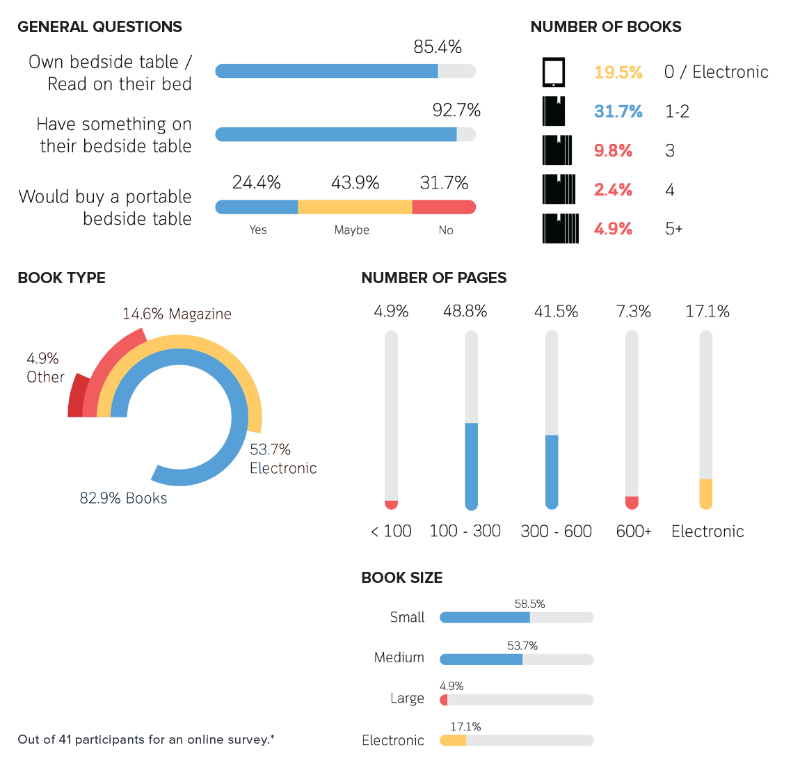 GENERAL QUESTIONS
85.4%
Own bedside table /
Read on their bed
92.7%
Have something on
their bedside table
24.4% 43.9% 31.7%
Would buy a portable
bedside table
Yes Maybe No
NUMBER OF BOOKS
19.5% 0 / Electronic
31.7% 1-2
9.8% 3
2.4% 4
4.9% 5+
BOOK TYPE
14.6% Magazine
4.9%
Other
53.7%
Electronic
82.9% Books
NUMBER OF PAGES
4.9% 48.8% 41.5% 7.3% 17.1%
< 100 100 - 300 300 - 600 600+ Electronic
BOOK SIZE
58.5%
Small
53.7%
Medium
4.9%
Large
17.1%
Electronic
Out of 41 participants for an online survey.*